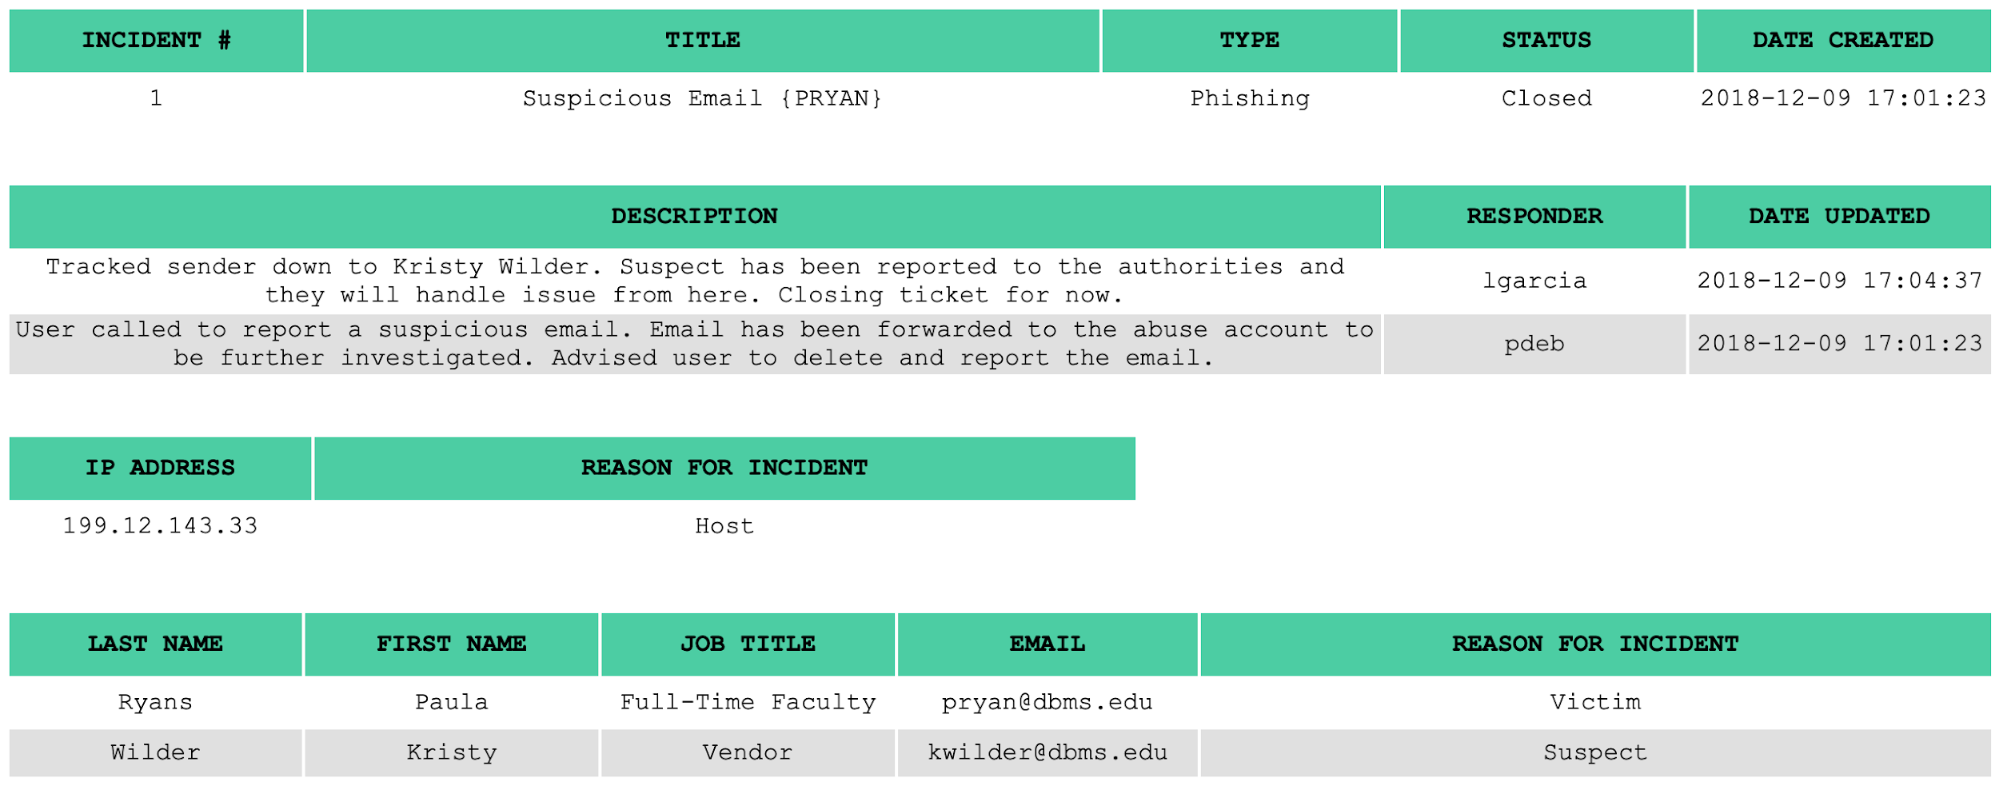 INCIDENT # TITLE TYPE STATUS DATE CREATED
1 Suspicious Email {PRYAN} Phishing Closed 2018-12-09 17:01:23
DESCRIPTION RESPONDER DATE UPDATED
Tracked sender down to Kristy Wilder. Suspect has been reported to the authorities and
they will handle issue from here. Closing ticket for now.
lgarcia 2018-12-09 17:04:37
User called to report a suspicious email. Email has been forwarded to the abuse account to
be further investigated. Advised user to delete and report the email.
pdeb 2018-12-09 17:01:23
IP ADDRESS REASON FOR INCIDENT
199.12.143.33 Host
LAST NAME FIRST NAME JOB TITLE EMAIL REASON FOR INCIDENT
Ryans Paula Full-Time Faculty pryan@dbms.edu Victim
Wilder Kristy Vendor kwilder@dbms.edu Suspect